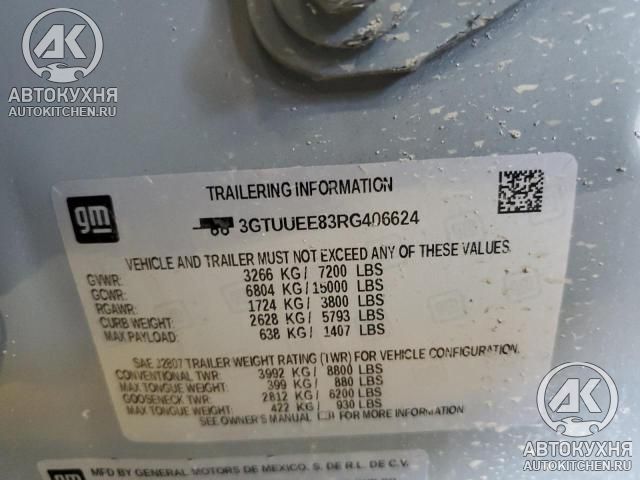 AK
АВТОКУХНЯ
AUTOKITCHEN.RU
TRAILERING INFORMATION
gm
3GTUUEE83RG406624
VEHICLE AND TRAILER MUST NOT EXCEED ANY OF THESE VALUES.
GVWR: 3266 KG/ 7200 LBS
GCWR: 6804 KG/ 15000 LBS
RGAWR: 1724 KG/ 3800 LBS
CURB WEIGHT: 2628 KG/ 5793 LBS
MAX PAYLOAD: 638 KG/ 1407 LBS
SAE J2807 TRAILER WEIGHT RATING (TWR) FOR VEHICLE CONFIGURATION.
CONVENTIONAL TWR: 3992 KG/ 8800 LBS
MAX TONGUE WEIGHT: 399 KG/ 880 LBS
GOOSENECK TWR: 2812 KG/ 6200 LBS
MAX TONGUE WEIGHT: 422 KG/ 930 LBS
SEE OWNER'S MANUAL FOR MORE INFORMATION
gm
MFD BY GENERAL MOTORS DE MEXICO, S. DE R.L. DE C.V.
AK
АВТОКУХНЯ
AUTOKITCHEN.RU